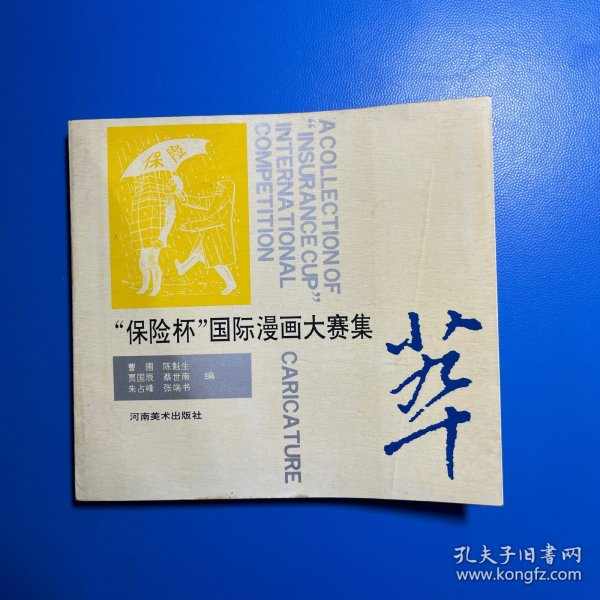 保险
A COLLECTION OF
“INSURANCE CUP”
INTERNATIONAL
COMPETITION
CARICATURE
“保险杯”国际漫画大赛集
萃
曹圃 陈魁生
贾国辰 蔡世南 编
朱占峰 张瑞书
河南美术出版社
孔夫子旧书网
www.kongfz.com